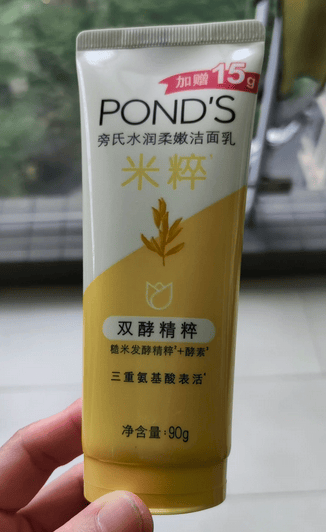 加赠15g
POND'S
旁氏水润柔嫩洁面乳
米粹
双酵精粹
糙米发酵精粹+酵素
三重氨基酸表活
净含量:90g